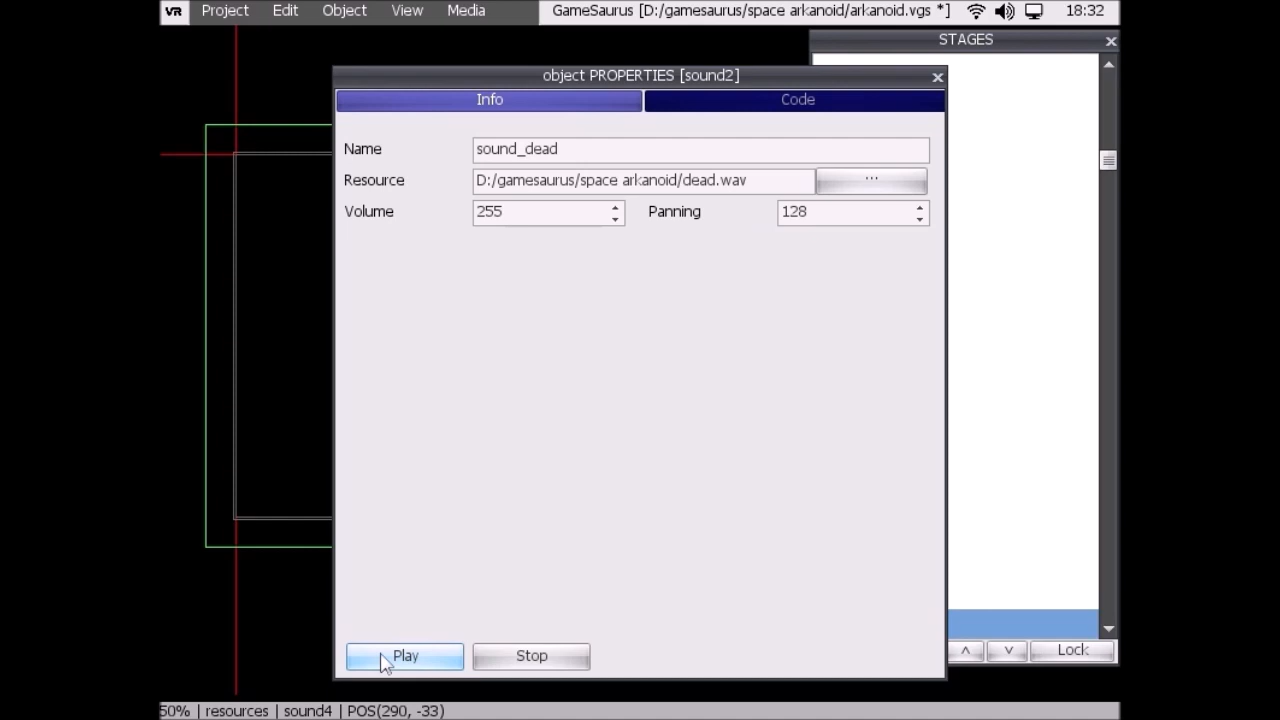 VR Project Edit Object View Media GameSaurus [D:/gamesaurus/space arkanoid/arkanoid.vgs *] 18:32
STAGES
object PROPERTIES [sound2]
Info Code
Name sound_dead
Resource D:/gamesaurus/space arkanoid/dead.wav ...
Volume 255 Panning 128
Play Stop
Lock
50% | resources | sound4 | POS(290, -33)